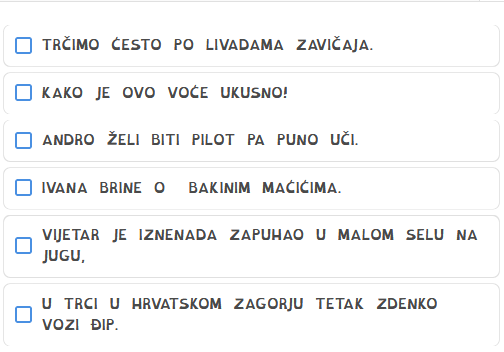 TRČIMO ĆESTO PO LIVADAMA ZAVIČAJA.
KAKO JE OVO VOĆE UKUSNO!
ANDRO ŽELI BITI PILOT PA PUNO UČI.
IVANA BRINE O BAKINIM MAĆIĆIMA.
VIJETAR JE IZNENADA ZAPUHAO U MALOM SELU NA
JUGU,
U TRCI U HRVATSKOM ZAGORJU TETAK ZDENKO
VOZI ĐIP.